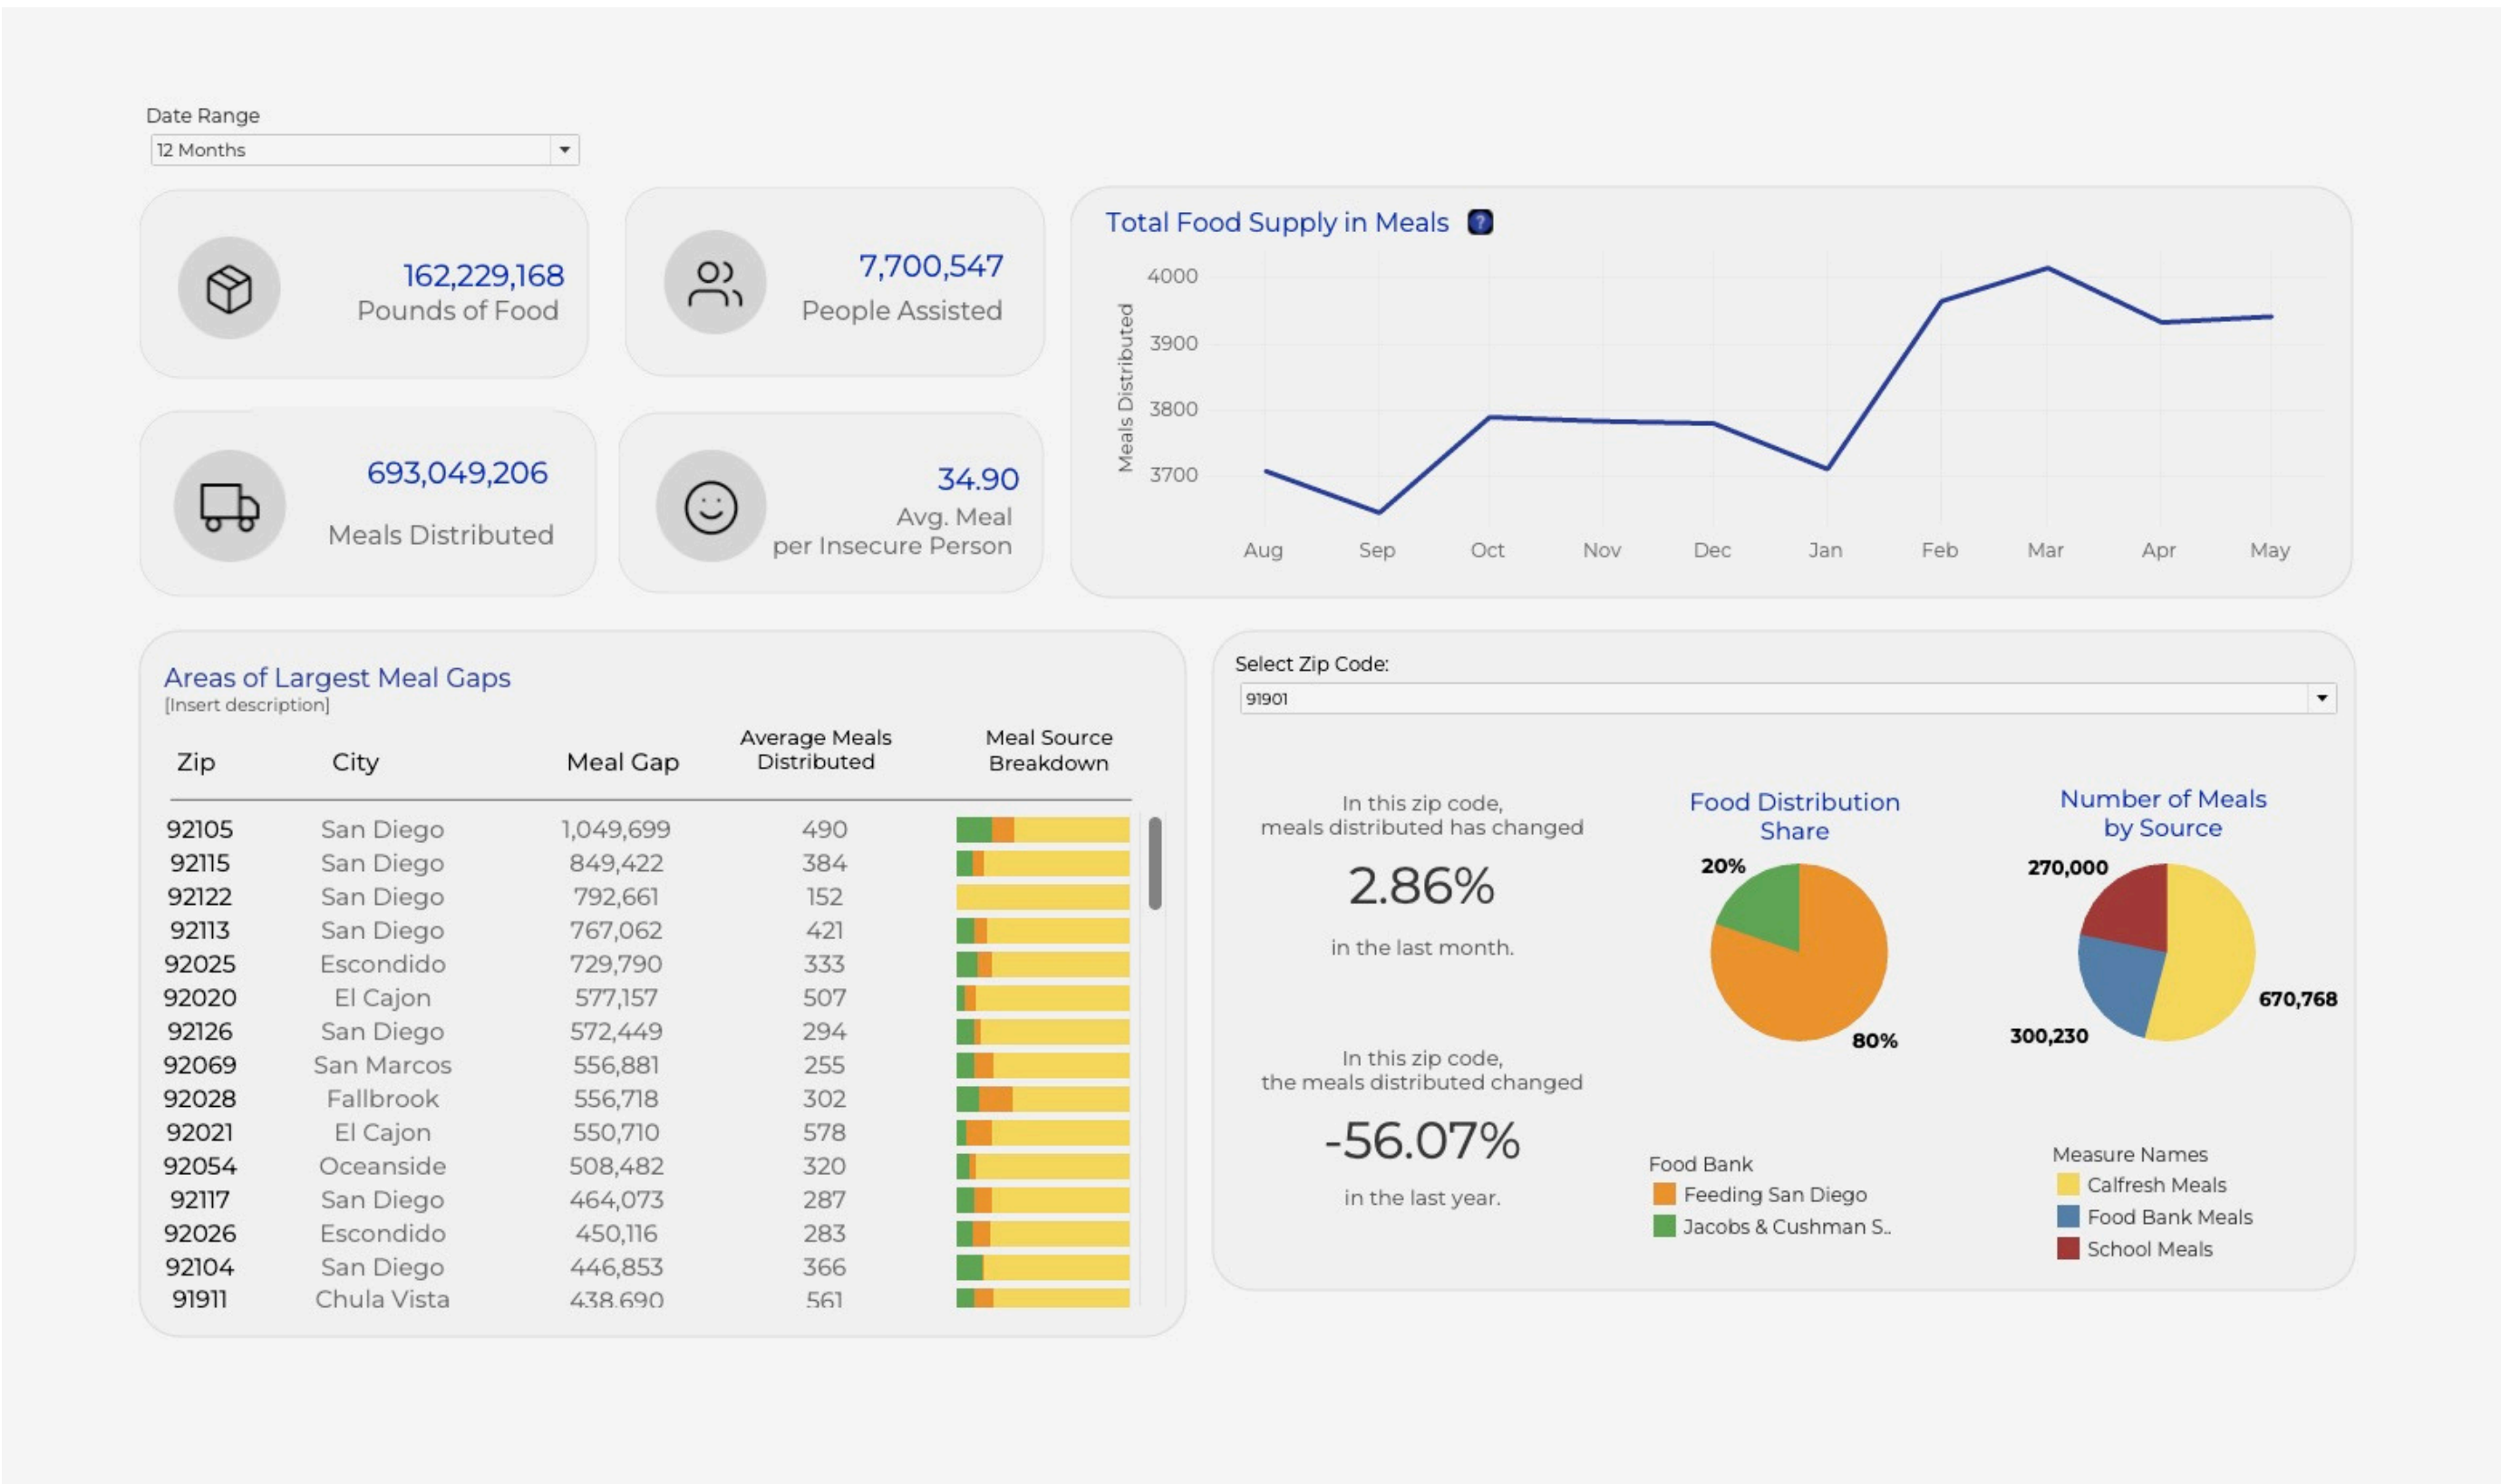 Date Range
12 Months
162,229,168
Pounds of Food
7,700,547
People Assisted
693,049,206
Meals Distributed
34.90
Avg. Meal
per Insecure Person
Total Food Supply in Meals ?
Meals Distributed
4000
3900
3800
3700
Aug Sep Oct Nov Dec Jan Feb Mar Apr May
Areas of Largest Meal Gaps
[Insert description]
Zip City Meal Gap Average Meals Distributed Meal Source Breakdown
92105 San Diego 1,049,699 490
92115 San Diego 849,422 384
92122 San Diego 792,661 152
92113 San Diego 767,062 421
92025 Escondido 729,790 333
92020 El Cajon 577,157 507
92126 San Diego 572,449 294
92069 San Marcos 556,881 255
92028 Fallbrook 556,718 302
92021 El Cajon 550,710 578
92054 Oceanside 508,482 320
92117 San Diego 464,073 287
92026 Escondido 450,116 283
92104 San Diego 446,853 366
91911 Chula Vista 438,690 561
Select Zip Code:
91901
In this zip code,
meals distributed has changed
2.86%
in the last month.
In this zip code,
the meals distributed changed
-56.07%
in the last year.
Food Distribution
Share
20%
80%
Food Bank
Feeding San Diego
Jacobs & Cushman S..
Number of Meals
by Source
270,000
670,768
300,230
Measure Names
Calfresh Meals
Food Bank Meals
School Meals